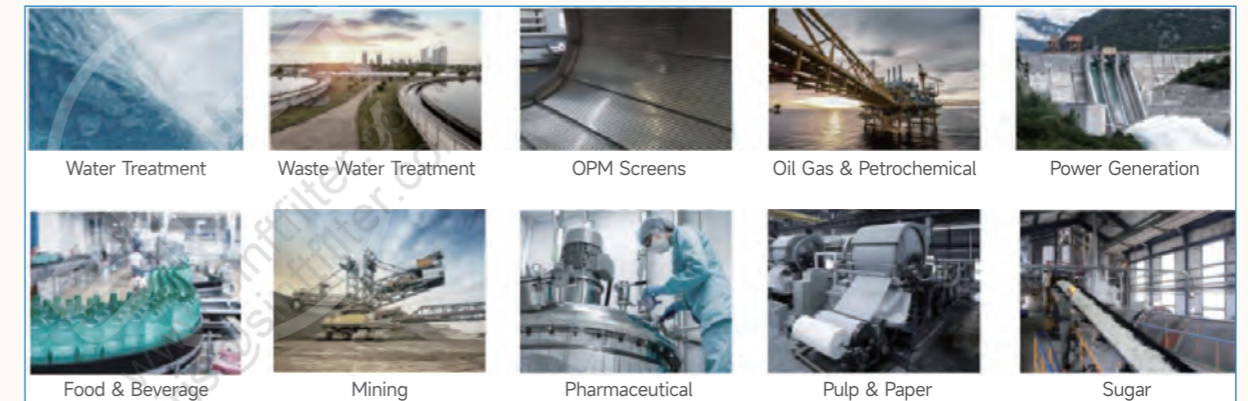 Water Treatment
Waste Water Treatment
OPM Screens
Oil Gas & Petrochemical
Power Generation
Food & Beverage
Mining
Pharmaceutical
Pulp & Paper
Sugar